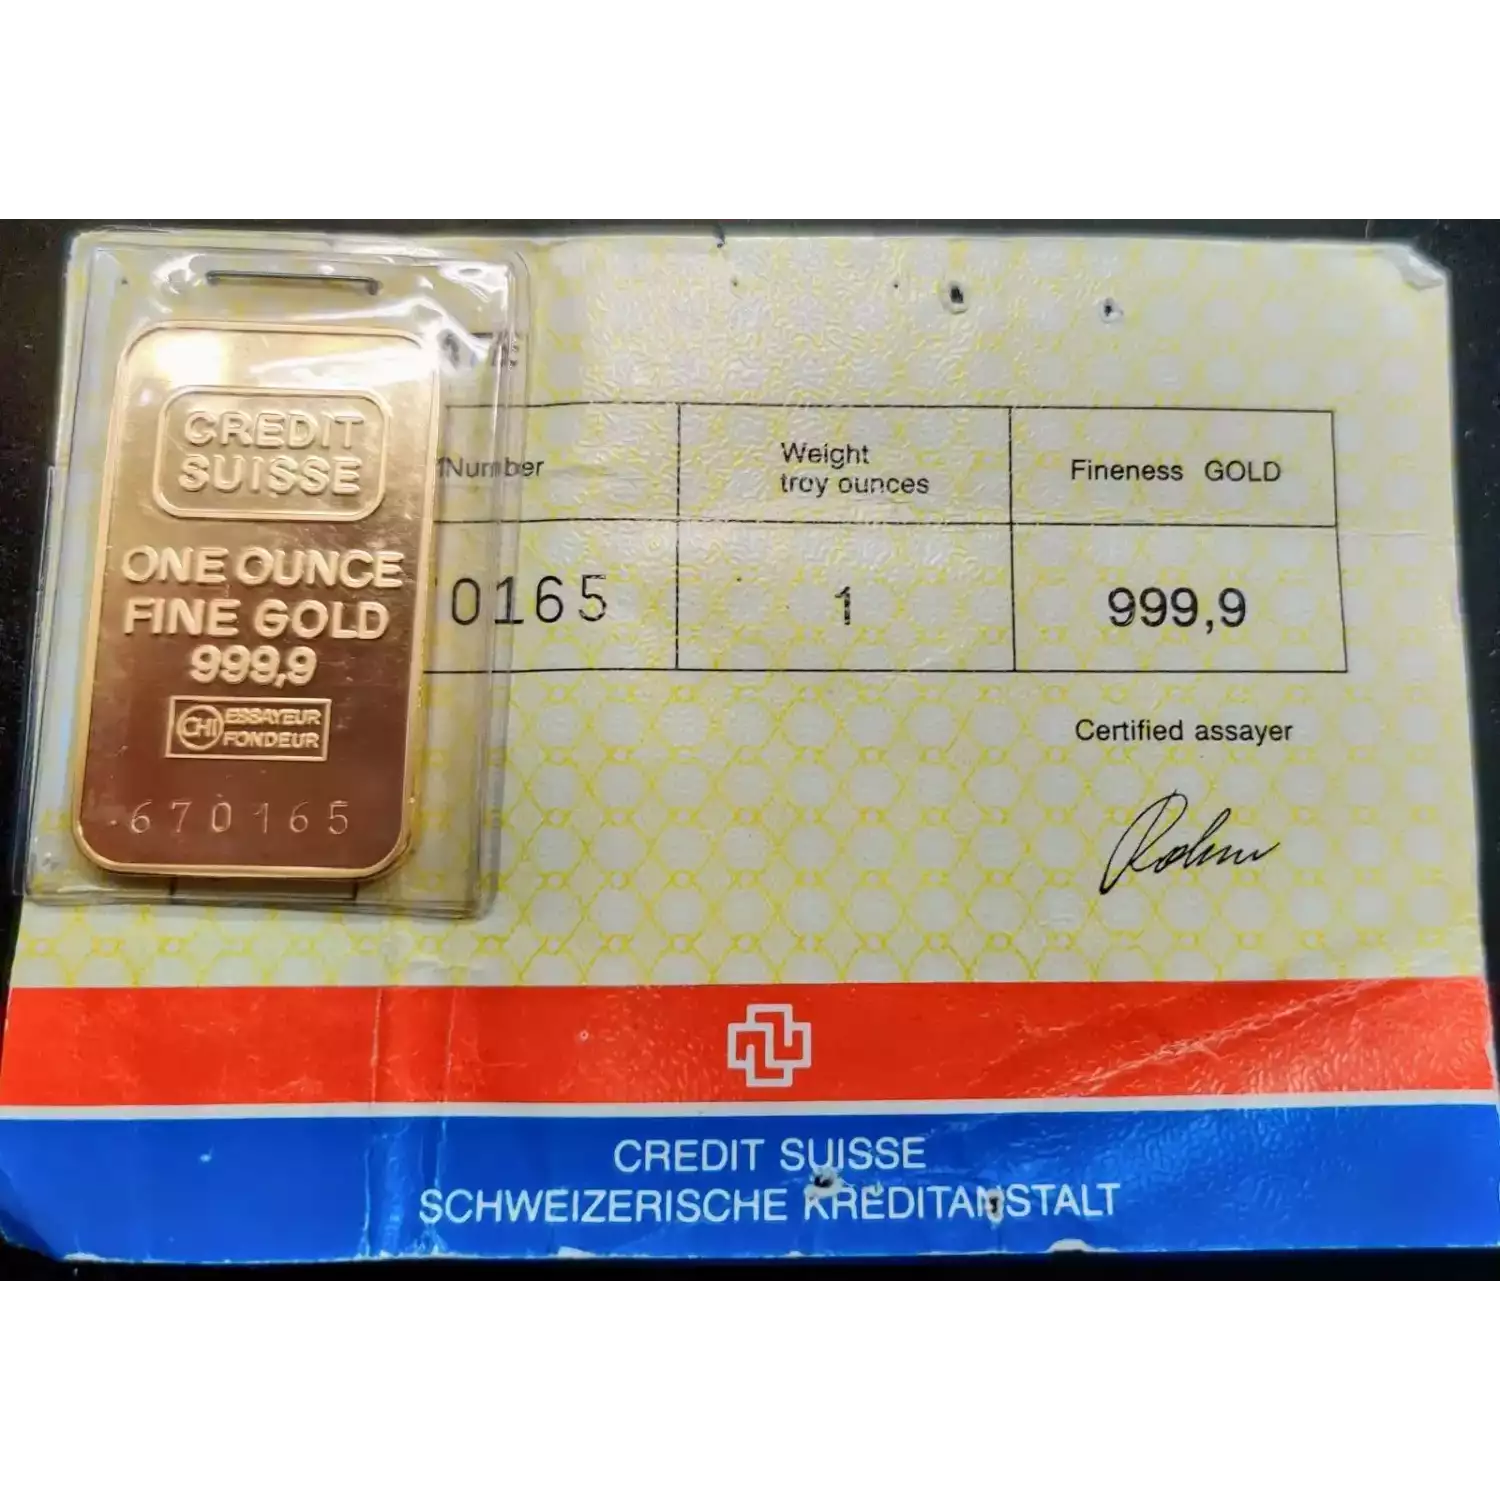 CREDIT
SUISSE
ONE OUNCE
FINE GOLD
999,9
CHI ESSAYEUR
FONDEUR
670165
Number
Weight
troy ounces
Fineness GOLD
0165
1
999,9
Certified assayer
CREDIT SUISSE
SCHWEIZERISCHE KREDITANSTALT